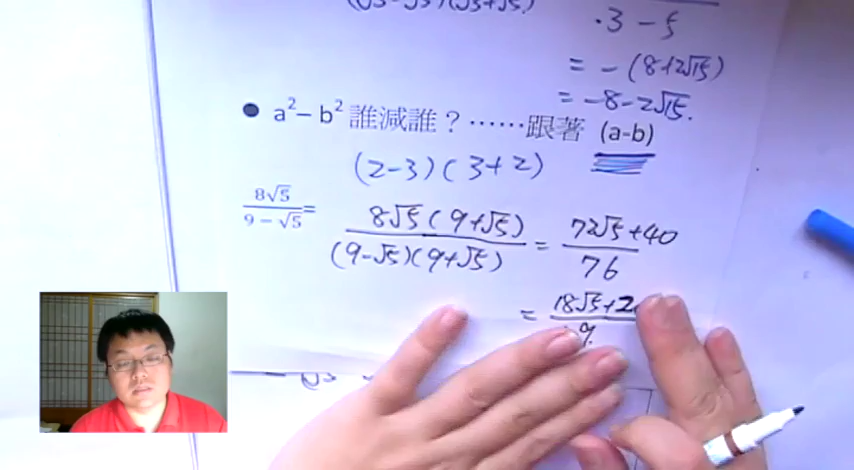 ·3 - 5
= -(8+2√15)
= -8-2√15.
● a²- b² 誰減誰？……跟著 (a-b)
(2-3)(3+2)
8√5/(9-√5)= 8√5(9+√5)/(9-√5)(9+√5) = 72√5+40/76
= 18√5+